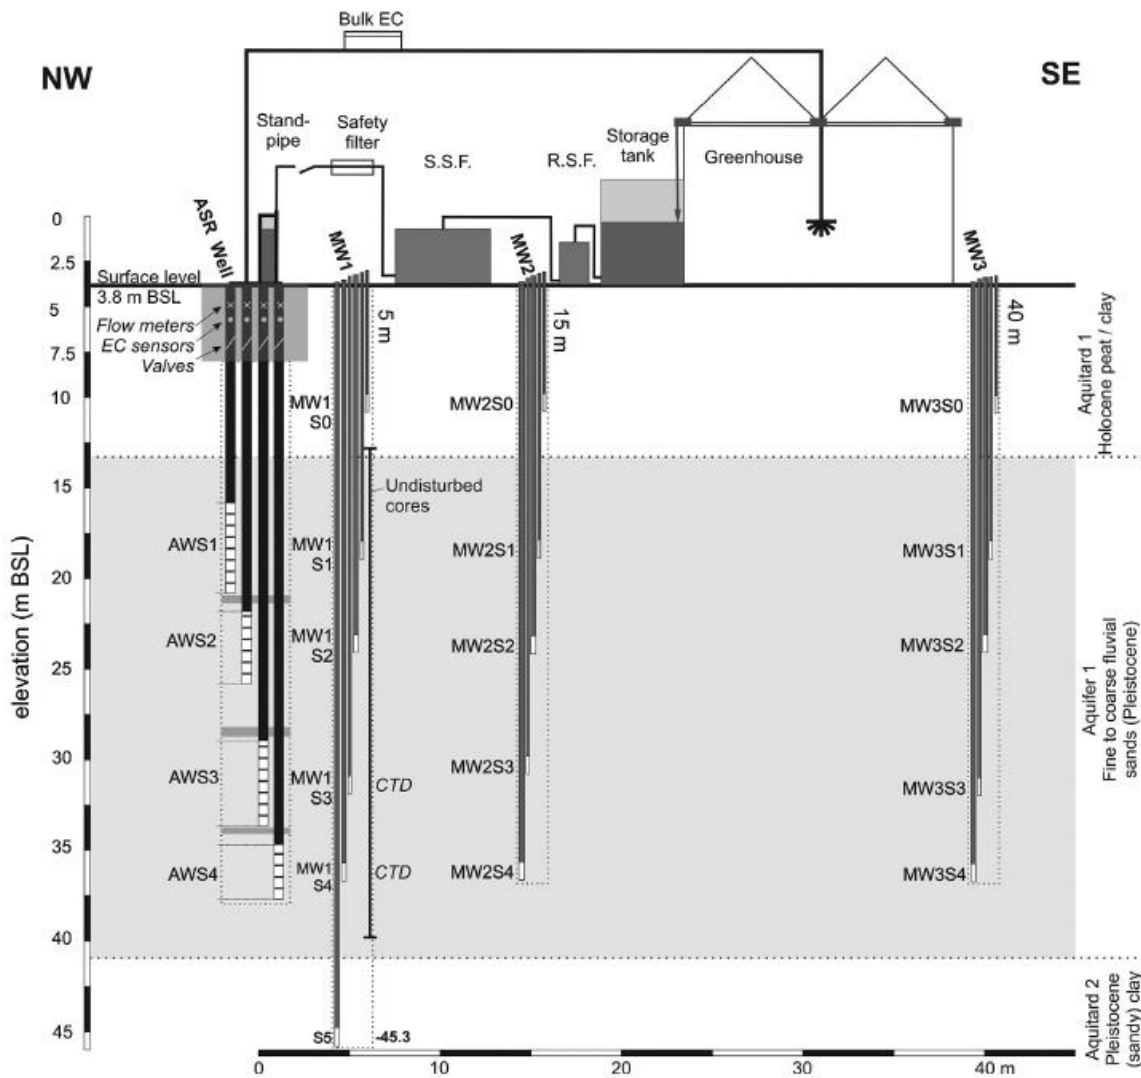 Bulk EC
NW
SE
Stand-
pipe
Safety
filter
S.S.F.
R.S.F.
Storage
tank
Greenhouse
ASR Well
MW1
MW2
MW3
Surface level
3.8 m BSL
Flow meters
EC sensors
Valves
5 m
15 m
40 m
elevation (m BSL)
0
2.5
5
7.5
10
15
20
25
30
35
40
45
MW1
S0
MW2S0
MW3S0
Undisturbed
cores
AWS1
MW1
S1
MW2S1
MW3S1
AWS2
MW1
S2
MW2S2
MW3S2
AWS3
MW1
S3
CTD
MW2S3
MW3S3
AWS4
MW1
S4
CTD
MW2S4
MW3S4
S5
-45.3
Aquitard 1
Holocene peat / clay
Aquifer 1
Fine to coarse fluvial
sands (Pleistocene)
Aquitard 2
Pleistocene
(sandy) clay
0
10
20
30
40 m